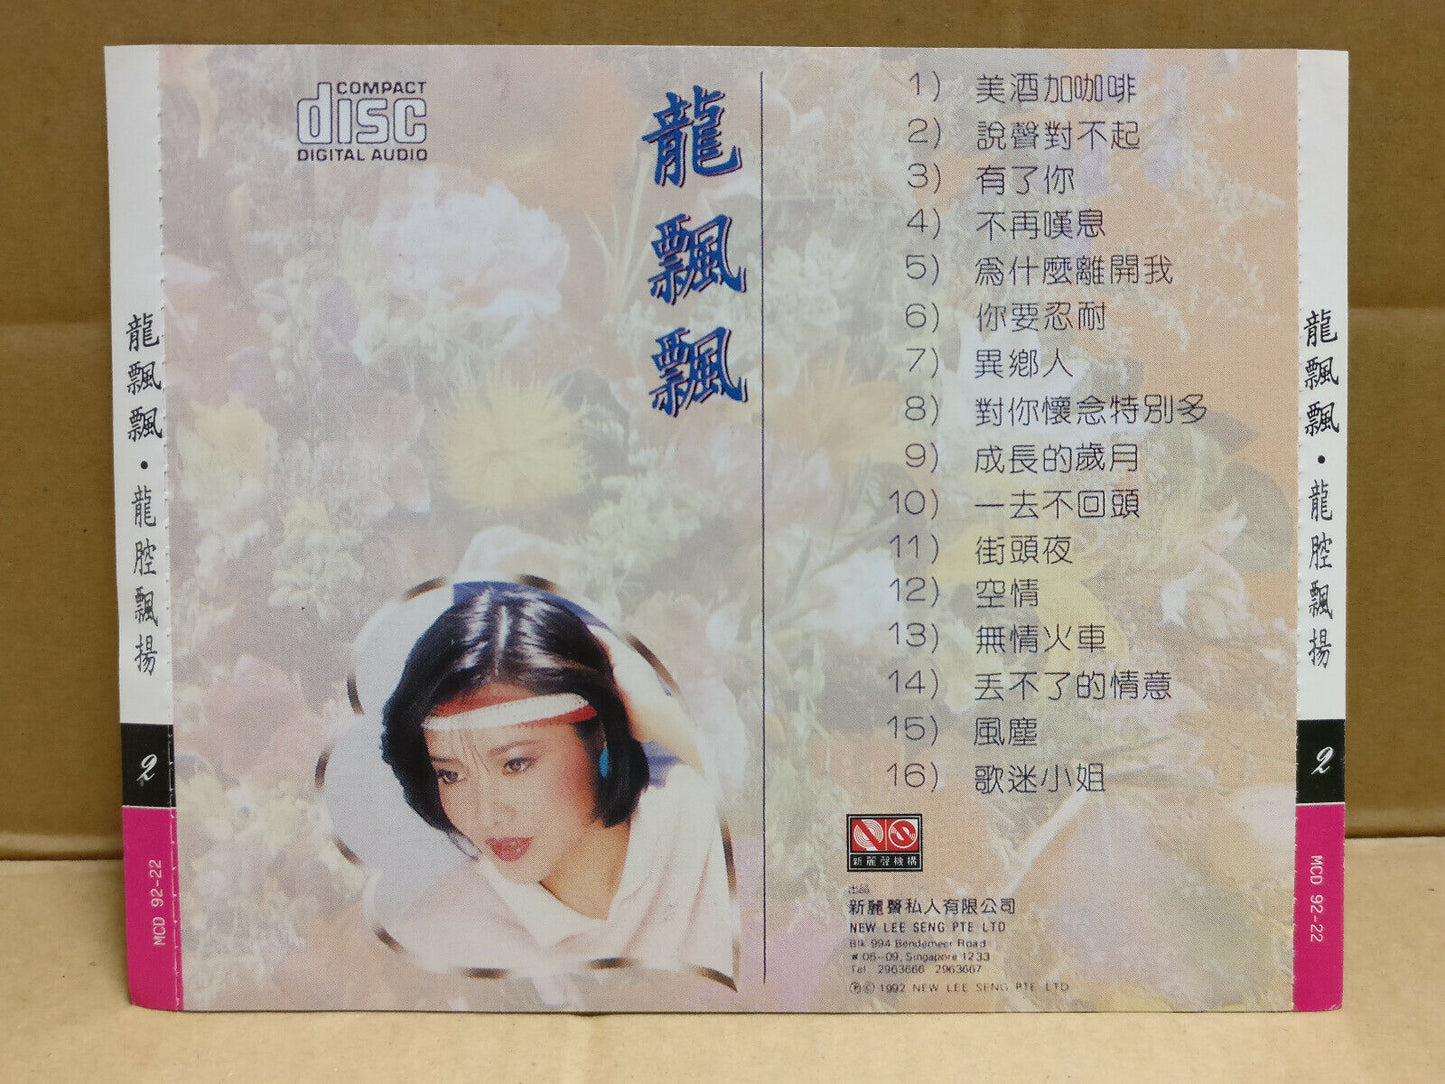 COMPACT
disc
DIGITAL AUDIO
龍飄飄
1) 美酒加咖啡
2) 說聲對不起
3) 有了你
4) 不再嘆息
5) 為什麼離開我
6) 你要忍耐
7) 異鄉人
8) 對你懷念特別多
9) 成長的歲月
10) 一去不回頭
11) 街頭夜
12) 空情
13) 無情火車
14) 丟不了的情意
15) 風塵
16) 歌迷小姐
新麗聲機構
出品
新麗聲私人有限公司
NEW LEE SENG PTE LTD
Blk 994 Bendemeer Road
# 05-09, Singapore 1233
Tel 2963666 2963667
Ⓟ © 1992 NEW LEE SENG PTE LTD
龍飄飄・龍腔飄揚
2
MCD 92-22
龍飄飄・龍腔飄揚
2
MCD 92-22